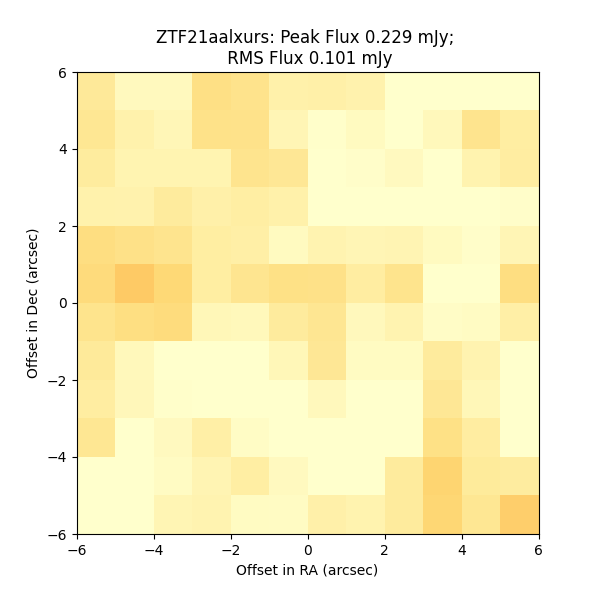 ZTF21aalxurs: Peak Flux 0.229 mJy;
RMS Flux 0.101 mJy
6
4
2
0
−2
−4
−6
Offset in Dec (arcsec)
−6 −4 −2 0 2 4 6
Offset in RA (arcsec)